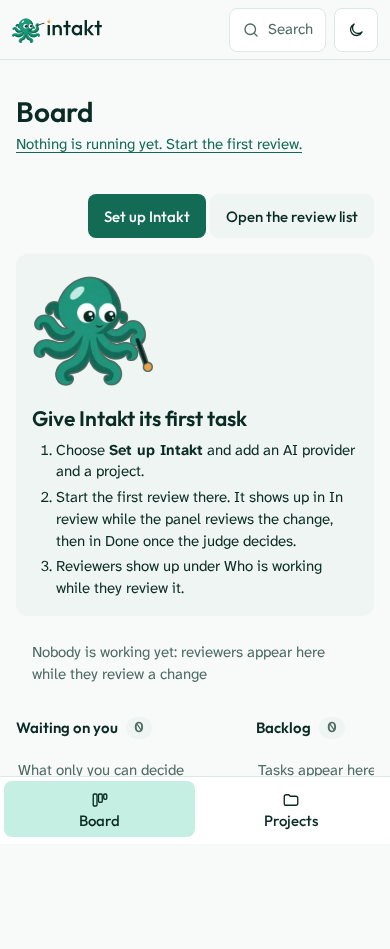 intakt
Search
Board
Nothing is running yet. Start the first review.
Set up Intakt
Open the review list
Give Intakt its first task
1. Choose Set up Intakt and add an AI provider
and a project.
2. Start the first review there. It shows up in In
review while the panel reviews the change,
then in Done once the judge decides.
3. Reviewers show up under Who is working
while they review it.
Nobody is working yet: reviewers appear here
while they review a change
Waiting on you 0
Backlog 0
What only you can decide
Tasks appear here
Board
Projects